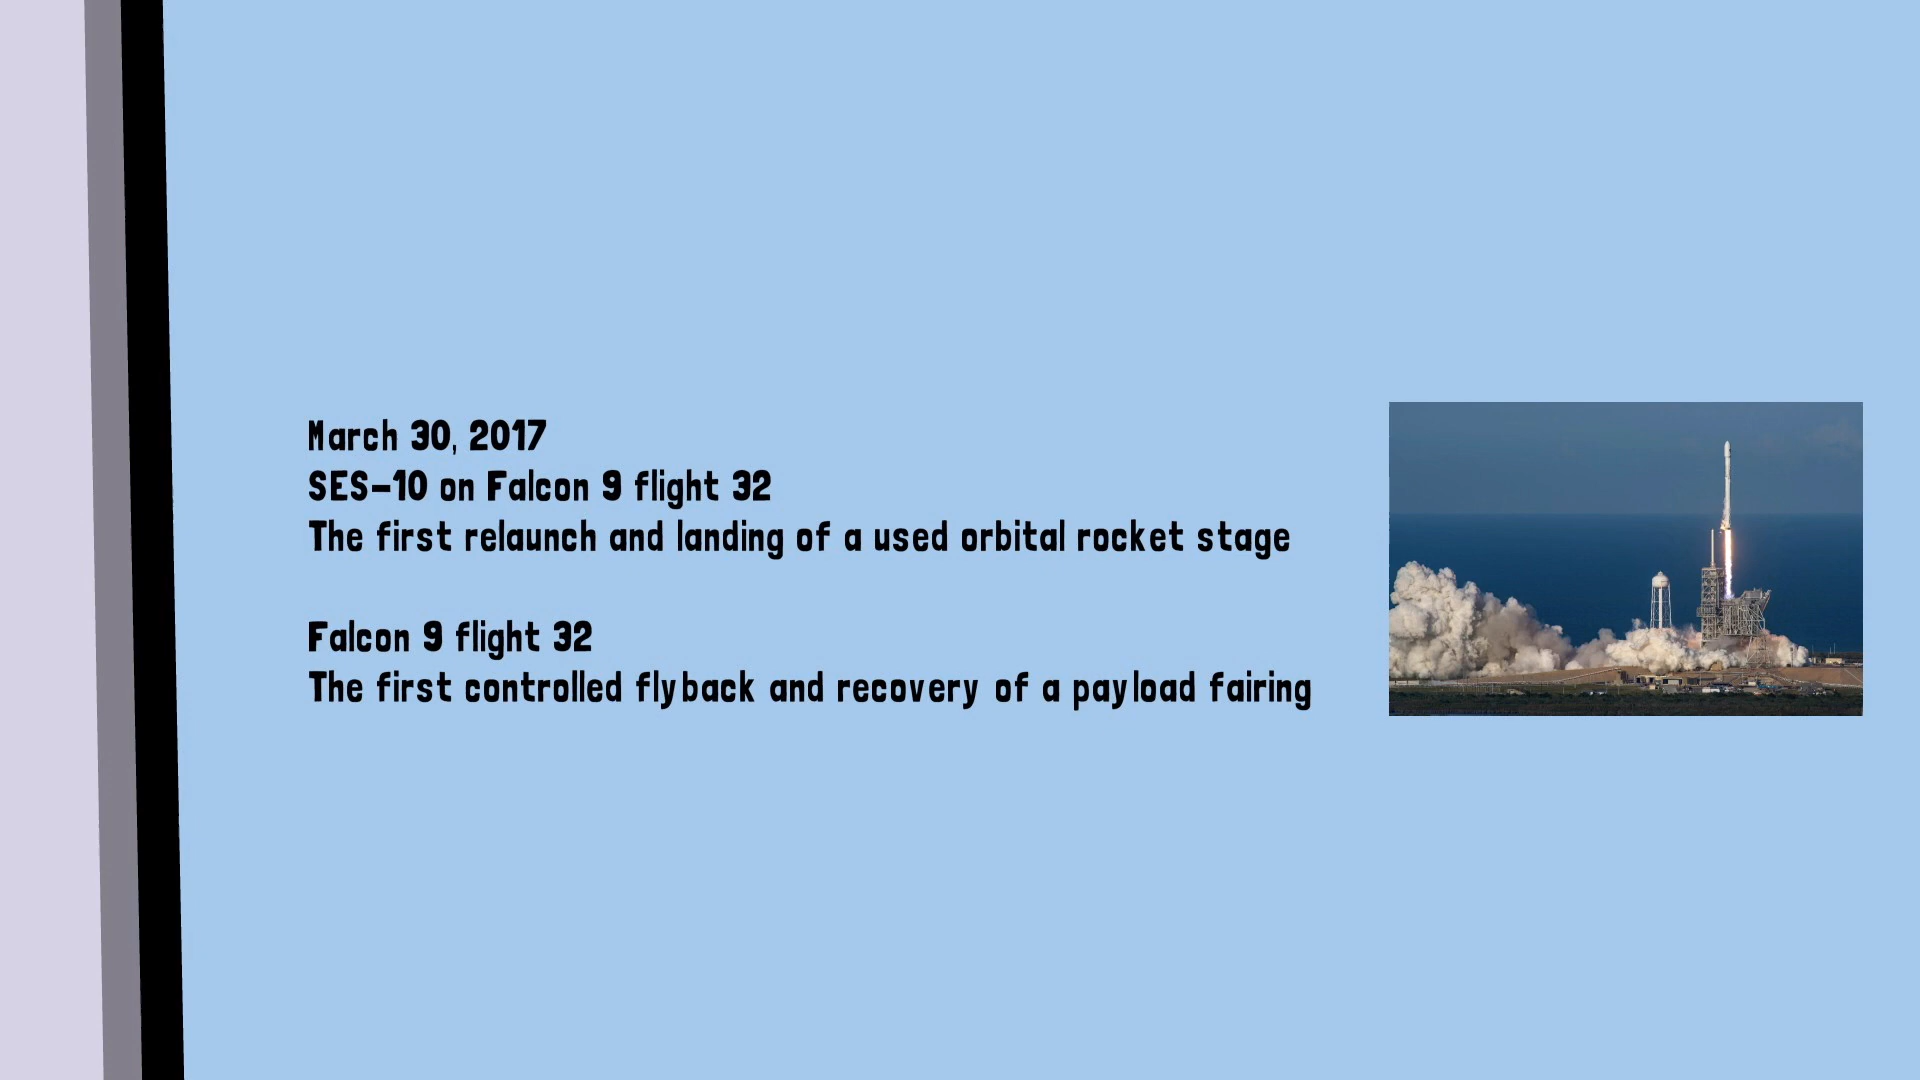 March 30, 2017
SES-10 on Falcon 9 flight 32
The first relaunch and landing of a used orbital rocket stage
Falcon 9 flight 32
The first controlled flyback and recovery of a payload fairing